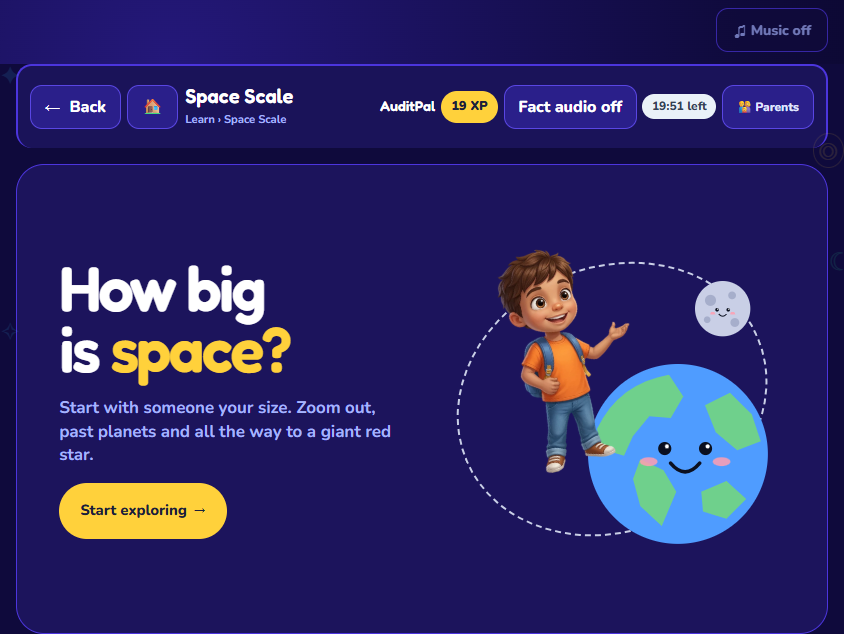 ♫ Music off
← Back
Space Scale
Learn › Space Scale
AuditPal
19 XP
Fact audio off
19:51 left
Parents
How big
is space?
Start with someone your size. Zoom out,
past planets and all the way to a giant red
star.
Start exploring →